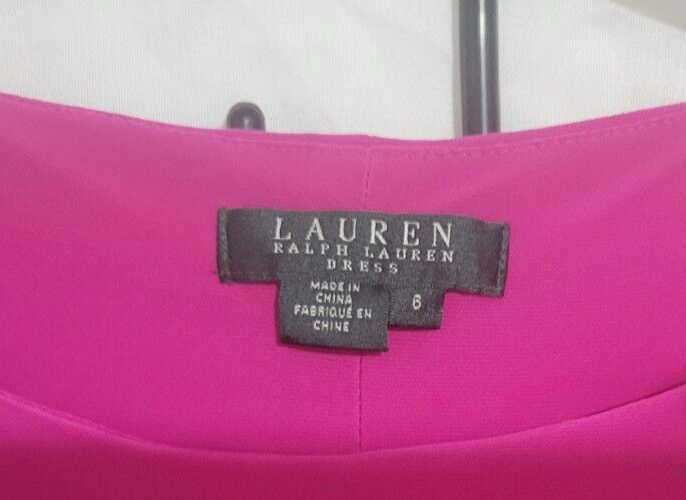 LAUREN
RALPH LAUREN
DRESS
MADE IN
CHINA
FABRIQUÉ EN
CHINE
6